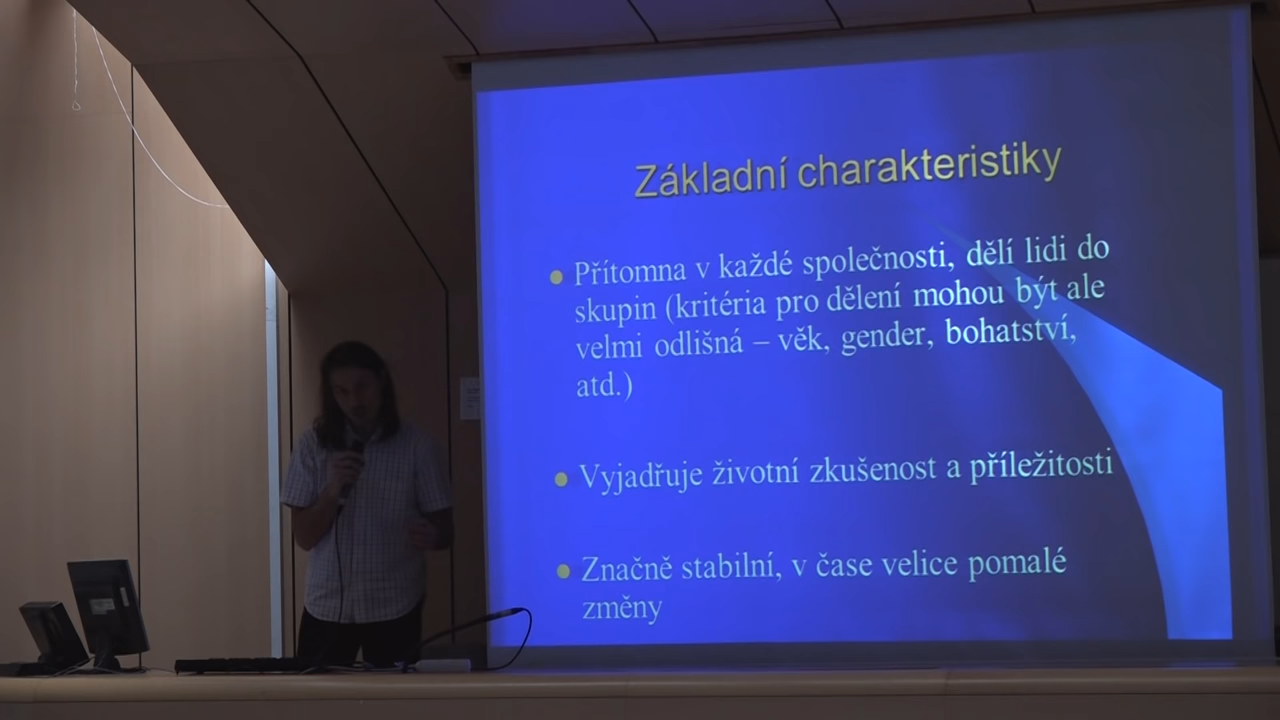 Základní charakteristiky
Přítomna v každé společnosti, dělí lidi do
skupin (kritéria pro dělení mohou být ale
velmi odlišná – věk, gender, bohatství,
atd.)
Vyjadřuje životní zkušenost a příležitosti
Značně stabilní, v čase velice pomalé
změny